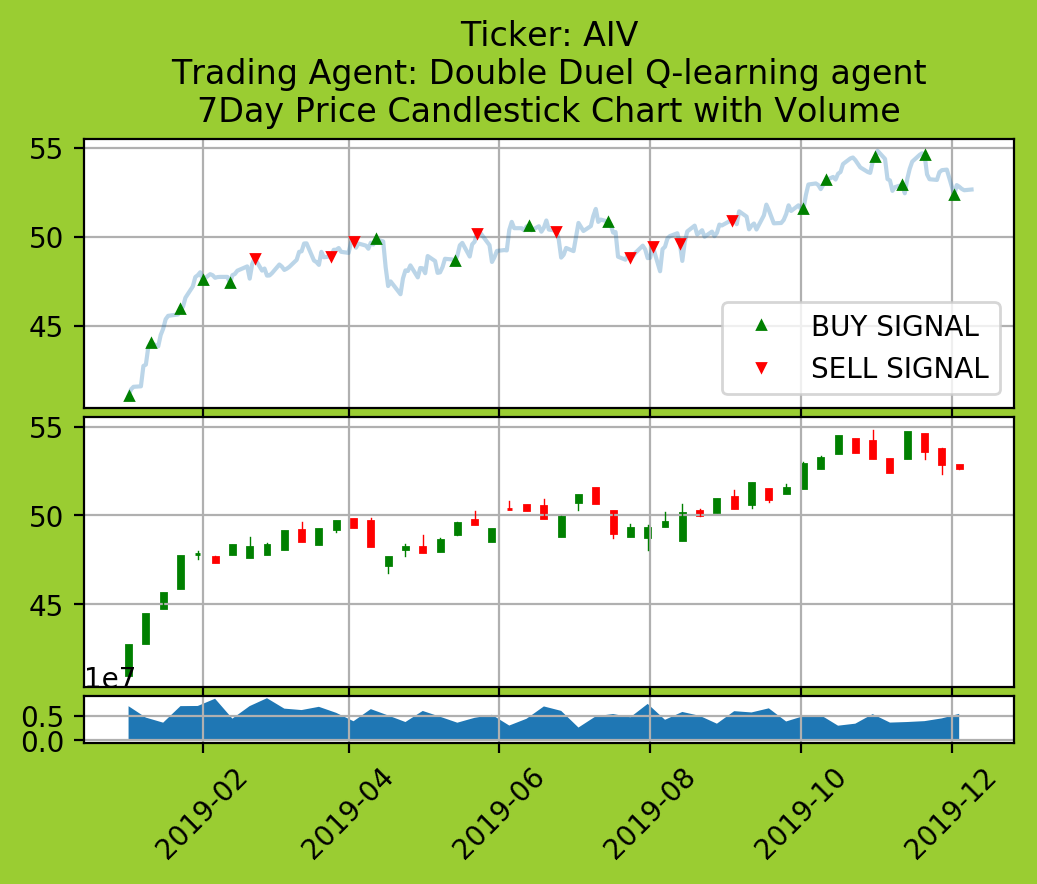 Ticker: AIV
Trading Agent: Double Duel Q-learning agent
7Day Price Candlestick Chart with Volume
55
50
45
BUY SIGNAL
SELL SIGNAL
55
50
45
1e7
0.5
0.0
2019-02
2019-04
2019-06
2019-08
2019-10
2019-12